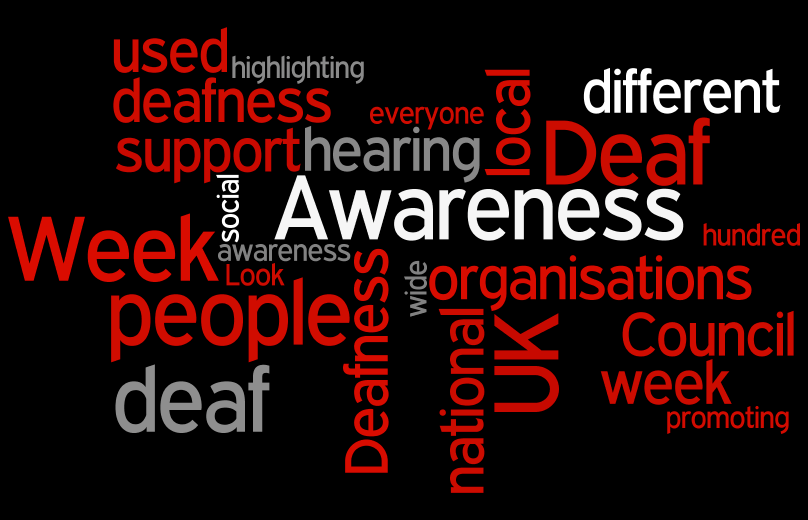 used
highlighting
deafness
everyone
local
different
support
hearing
Deaf
social
Awareness
Week
awareness
hundred
Look
wide
organisations
people
Deafness
national
UK
Council
deaf
week
promoting